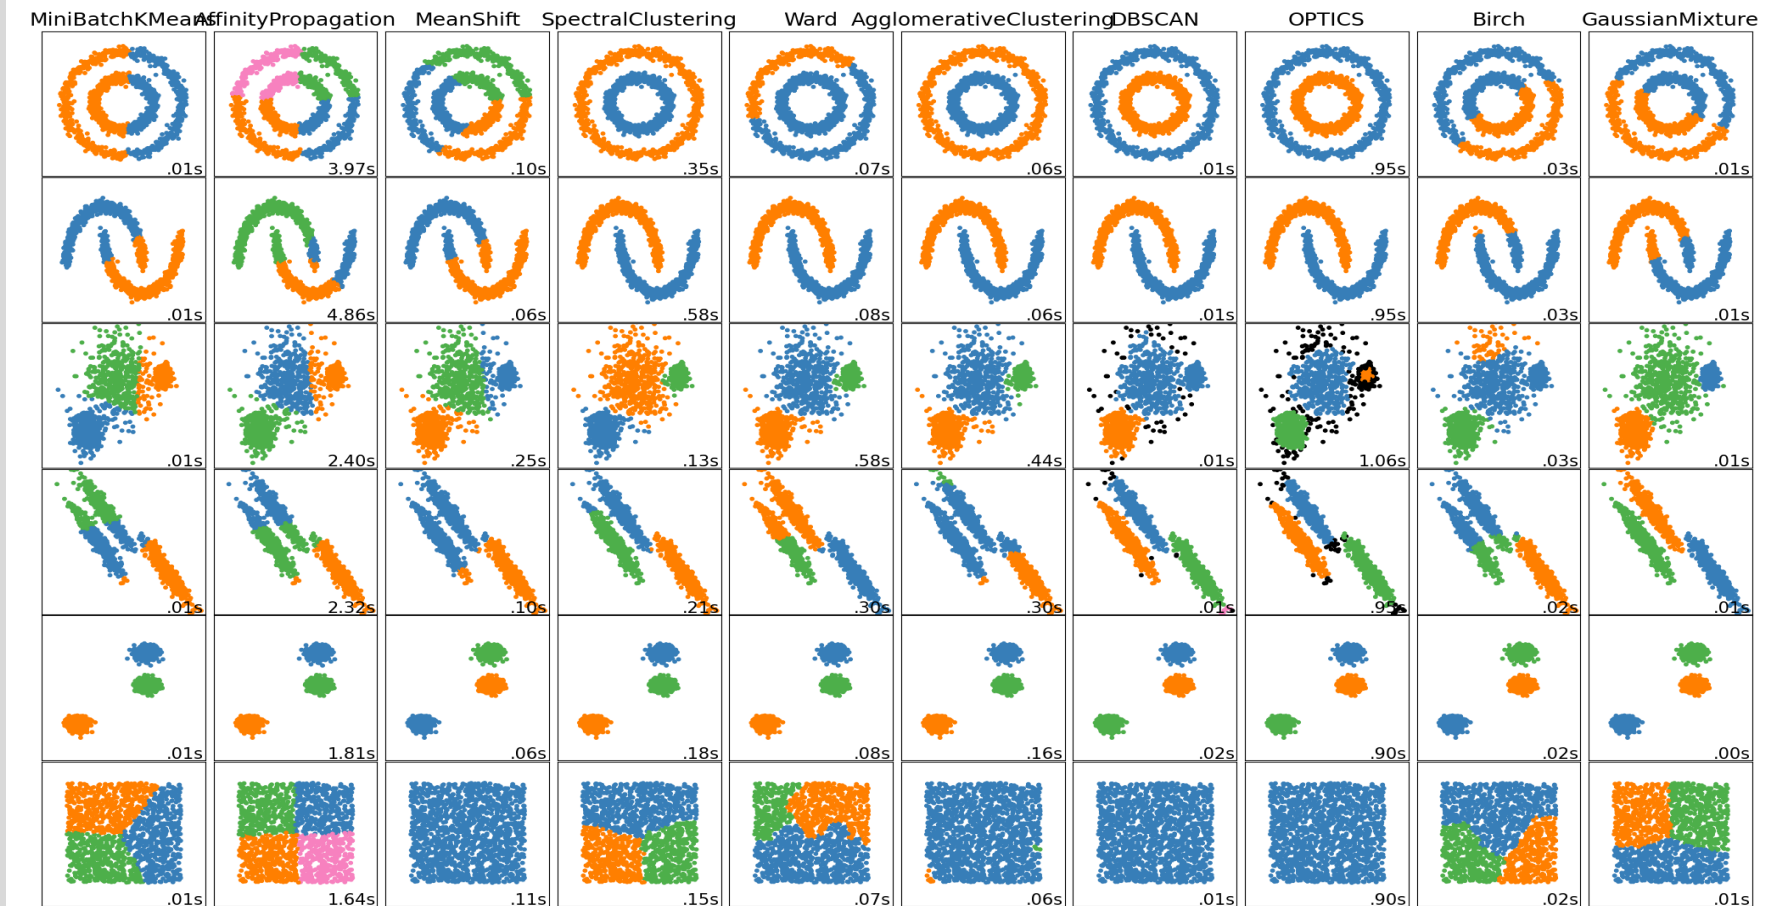 MiniBatchKMeans AffinityPropagation MeanShift SpectralClustering Ward AgglomerativeClustering DBSCAN OPTICS Birch GaussianMixture
.01s 3.97s .10s .35s .07s .06s .01s .95s .03s .01s
.01s 4.86s .06s .58s .08s .06s .01s .95s .03s .01s
.01s 2.40s .25s .13s .58s .44s .01s 1.06s .03s .01s
.01s 2.32s .10s .21s .30s .30s .01s .02s .01s
.01s 1.81s .06s .18s .08s .16s .02s .90s .02s .00s
.01s 1.64s .11s .15s .07s .06s .01s .90s .02s .01s